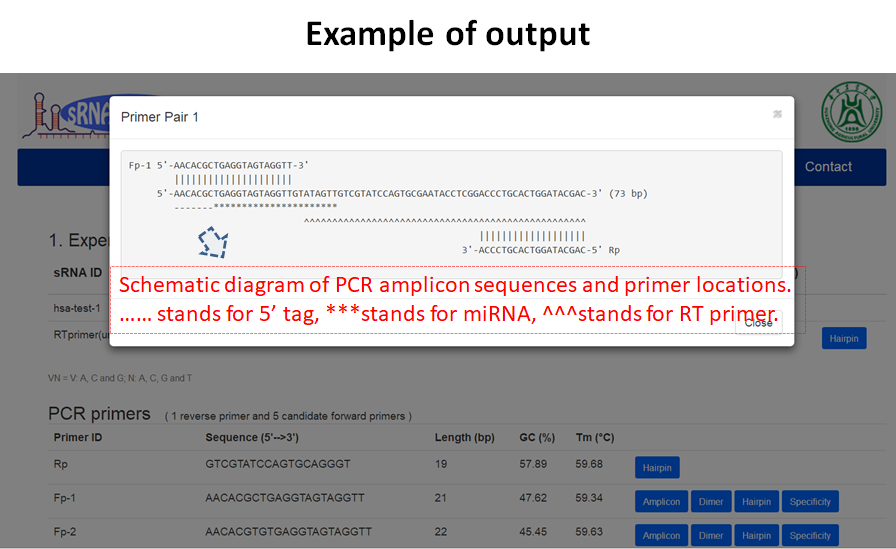 Example of output
sRNA
Contact
Primer Pair 1
Fp-1 5'-AACACGCTGAGGTAGTAGGTT-3'
|||||||||||||||||||||
5'-AACACGCTGAGGTAGTAGGTTGTATAGTTGTCGTATCCAGTGCGAATACCTCGGACCCTGCACTGGATACGAC-3' (73 bp)
-------**********************
^^^^^^^^^^^^^^^^^^^^^^^^^^^^^^^^^^^^^^^^^^^^^^^^^^
|||||||||||||||||||
3'-ACCCTGCACTGGATACGAC-5' Rp
1. Exper
sRNA ID
Schematic diagram of PCR amplicon sequences and primer locations.
...... stands for 5' tag, ***stands for miRNA, ^^^stands for RT primer.
Close
hsa-test-1
RTprimer(un
Hairpin
VN = V: A, C and G; N: A, C, G and T
PCR primers ( 1 reverse primer and 5 candidate forward primers )
Primer ID Sequence (5'-->3') Length (bp) GC (%) Tm (°C)
Rp GTCGTATCCAGTGCAGGGT 19 57.89 59.68 Hairpin
Fp-1 AACACGCTGAGGTAGTAGGTT 21 47.62 59.34 Amplicon Dimer Hairpin Specificity
Fp-2 AACACGTGTGAGGTAGTAGGTT 22 45.45 59.63 Amplicon Dimer Hairpin Specificity